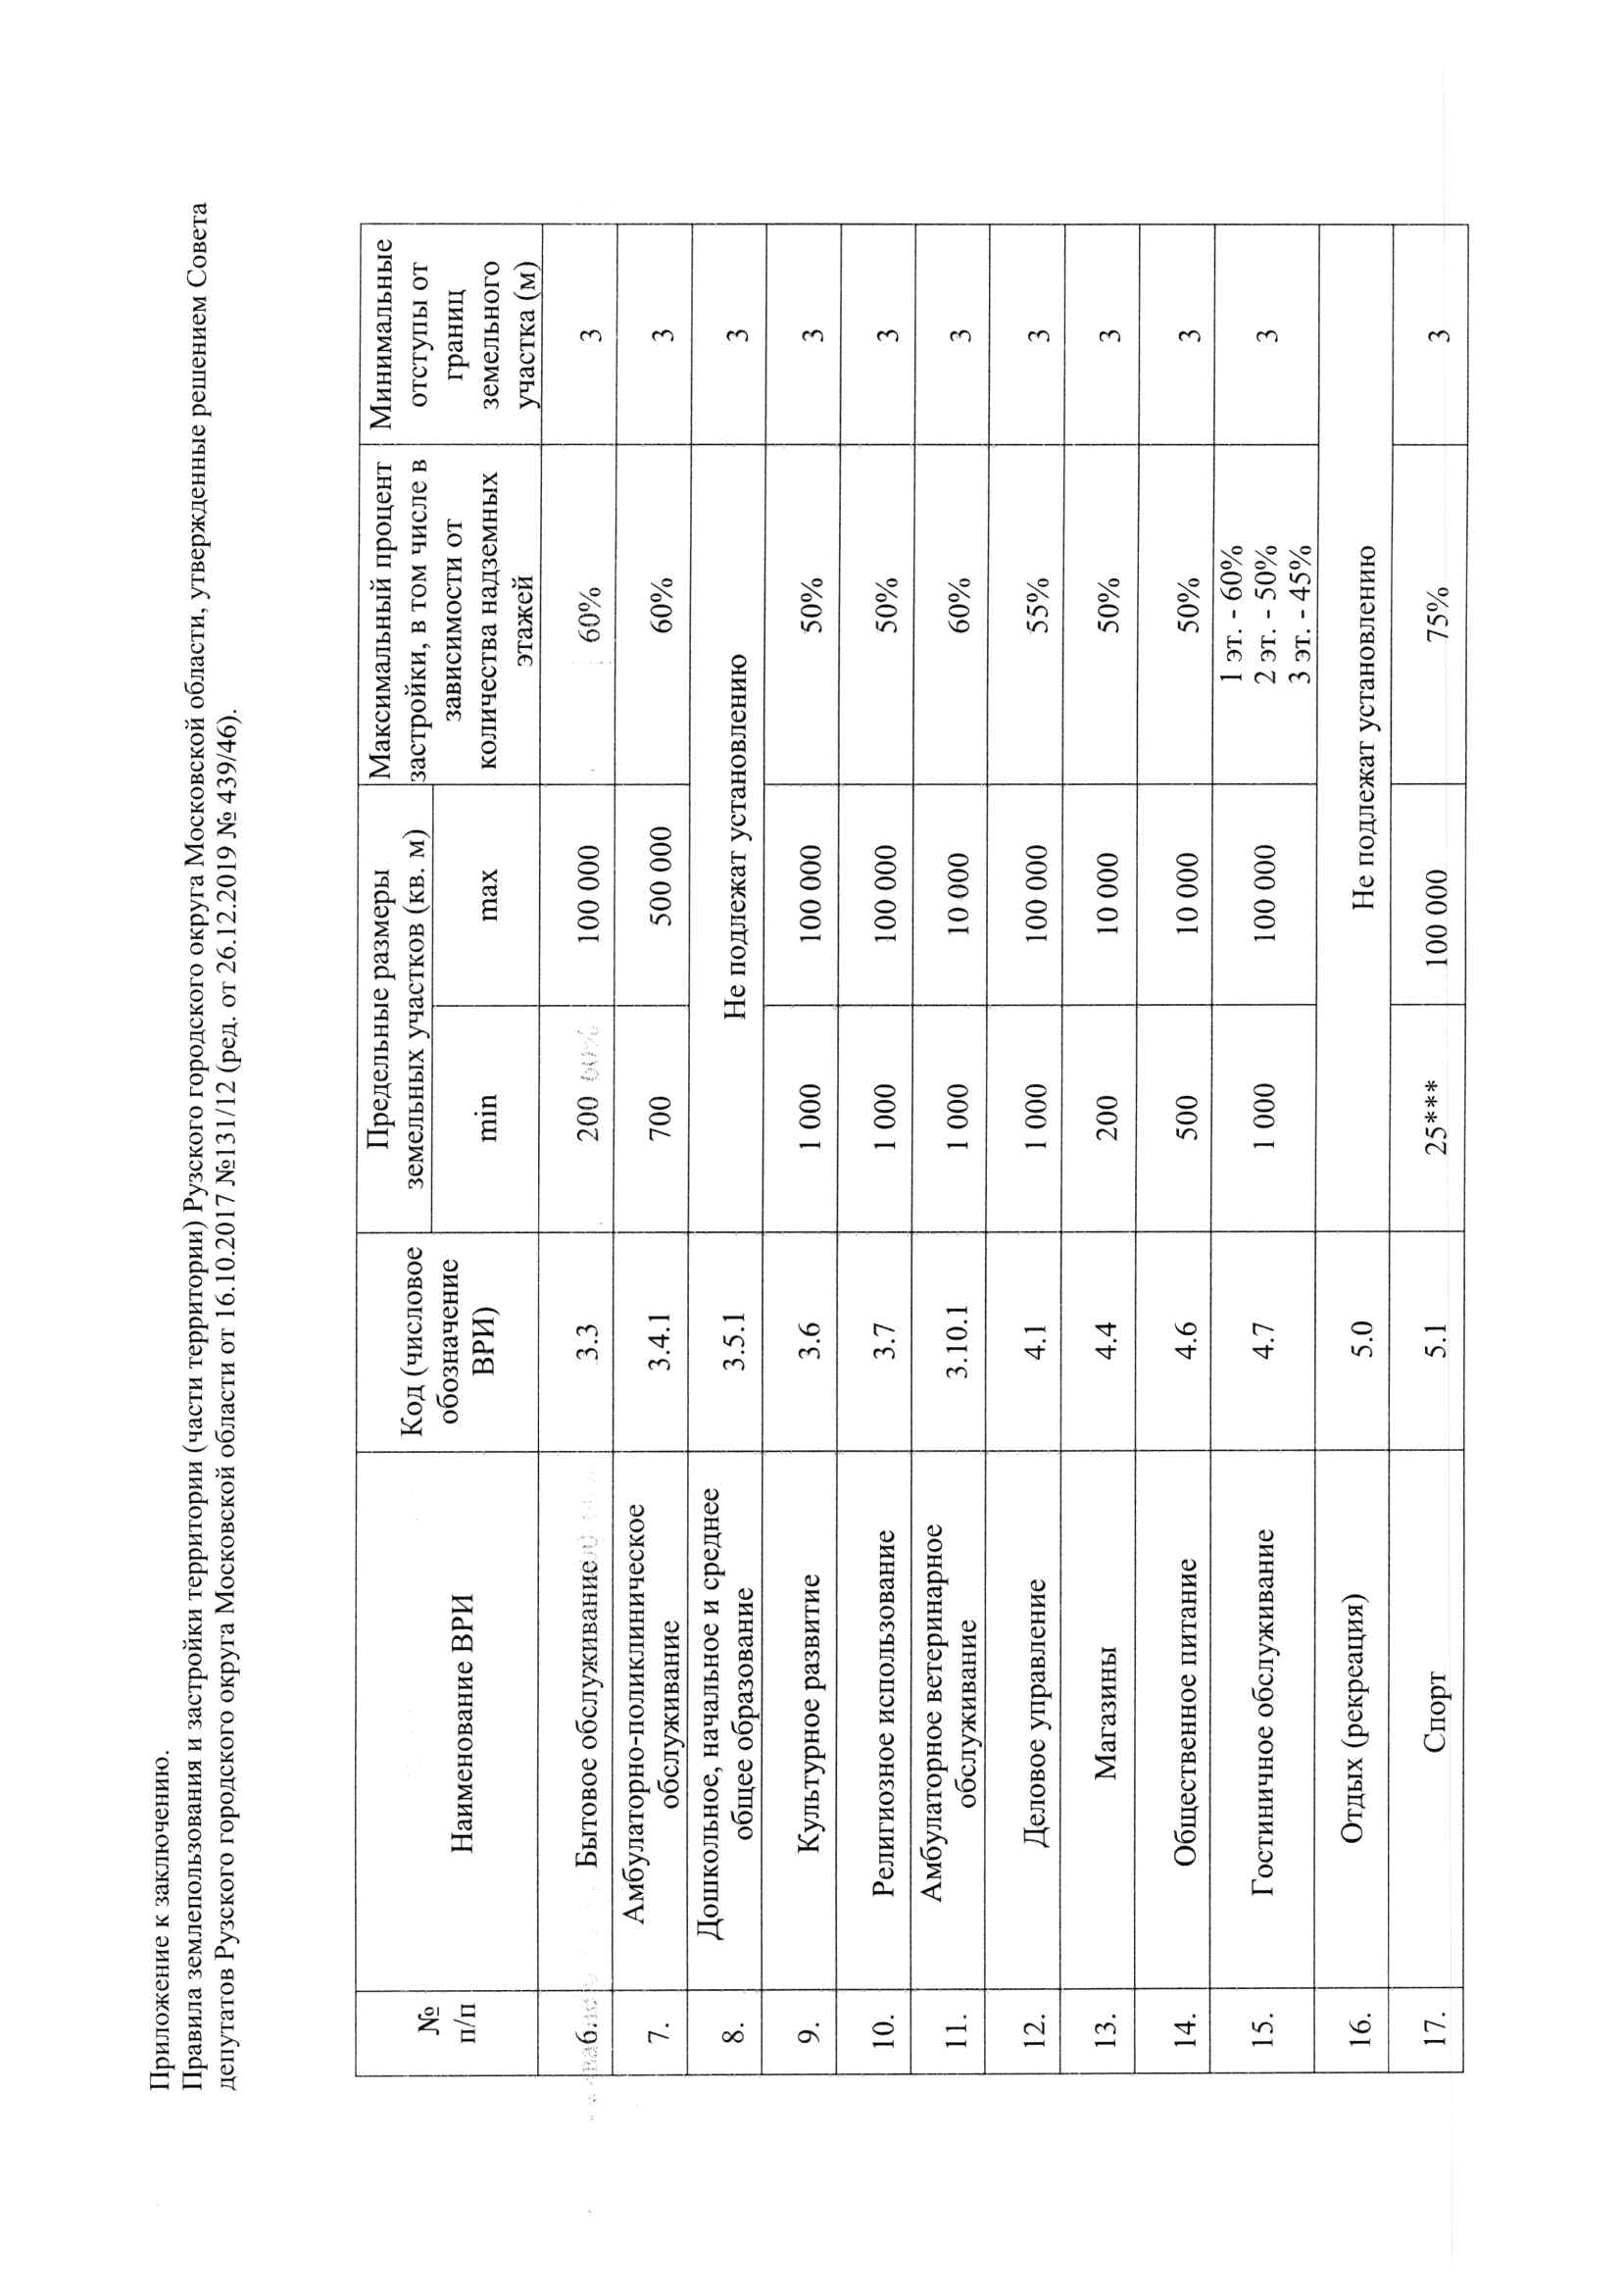 Приложение к заключению.
Правила землепользования и застройки территории (части территории) Рузского городского округа Московской области, утвержденные решением Совета
депутатов Рузского городского округа Московской области от 16.10.2017 №131/12 (ред. от 26.12.2019 № 439/46).
№ п/п
Наименование ВРИ
Код (числовое
обозначение
ВРИ)
Предельные размеры
земельных участков (кв. м)
min
max
Максимальный процент
застройки, в том числе в
зависимости от
количества надземных
этажей
Минимальные
отступы от
границ
земельного
участка (м)
6. Бытовое обслуживание 3.3 200 100 000 60% 3
7. Амбулаторно-поликлиническое
обслуживание 3.4.1 700 500 000 60% 3
8. Дошкольное, начальное и среднее
общее образование 3.5.1 Не подлежат установлению 3
9. Культурное развитие 3.6 1 000 100 000 50% 3
10. Религиозное использование 3.7 1 000 100 000 50% 3
11. Амбулаторное ветеринарное
обслуживание 3.10.1 1 000 10 000 60% 3
12. Деловое управление 4.1 1 000 100 000 55% 3
13. Магазины 4.4 200 10 000 50% 3
14. Общественное питание 4.6 500 10 000 50% 3
15. Гостиничное обслуживание 4.7 1 000 100 000 1 эт. - 60%
2 эт. - 50%
3 эт. - 45% 3
16. Отдых (рекреация) 5.0 Не подлежат установлению
17. Спорт 5.1 25*** 100 000 75% 3